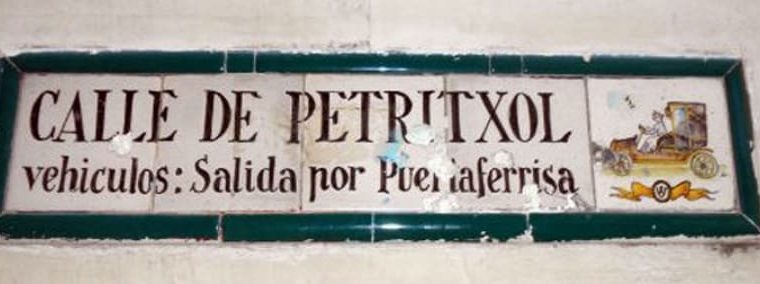 CALLE DE PETRITXOL
vehiculos: Salida por Puertaferrisa